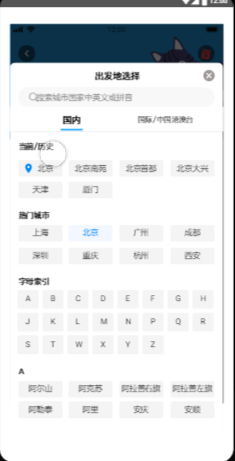 12:00
出发地选择
搜索城市国家中英文或拼音
国内 国际/中国港澳台
当前/历史
北京 北京南苑 北京首都 北京大兴
天津 厦门
热门城市
上海 北京 广州 成都
深圳 重庆 杭州 西安
字母索引
A B C D E F G H
J K L M N P Q R
S T W X Y Z
A
阿尔山 阿克苏 阿拉善右旗 阿拉善左旗
阿勒泰 阿里 安庆 安顺